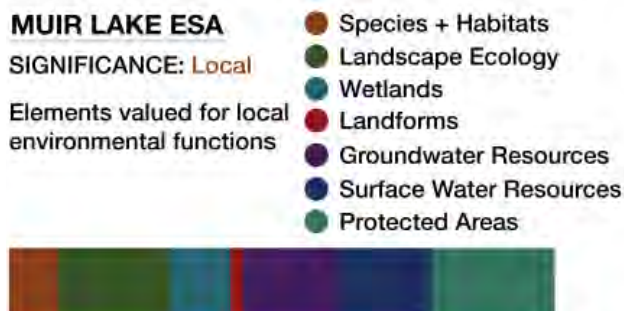 MUIR LAKE ESA
SIGNIFICANCE: Local
Elements valued for local
environmental functions
Species + Habitats
Landscape Ecology
Wetlands
Landforms
Groundwater Resources
Surface Water Resources
Protected Areas